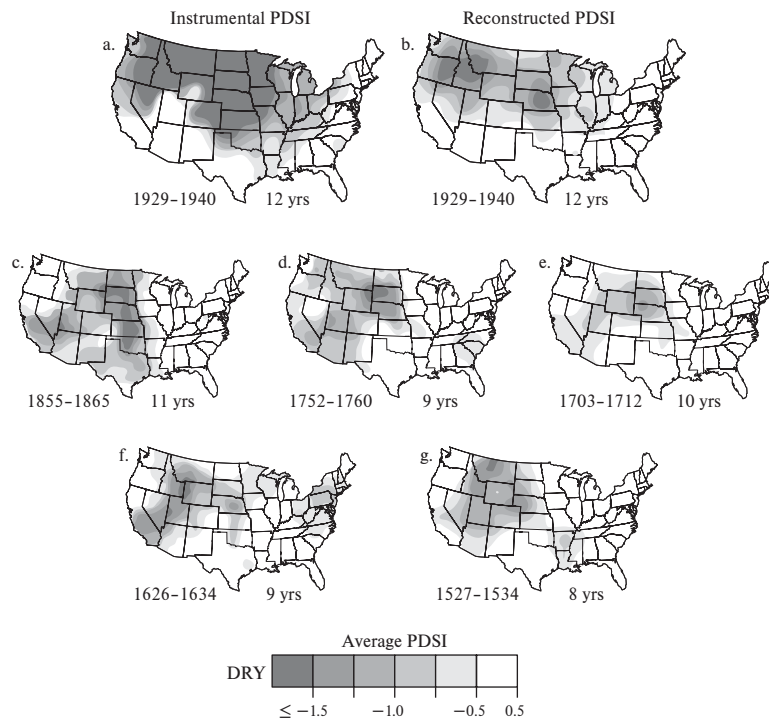 Instrumental PDSI Reconstructed PDSI
a. b.
1929–1940 12 yrs 1929–1940 12 yrs
c. d. e.
1855–1865 11 yrs 1752–1760 9 yrs 1703–1712 10 yrs
f. g.
1626–1634 9 yrs 1527–1534 8 yrs
Average PDSI
DRY
≤ −1.5 −1.0 −0.5 0.5